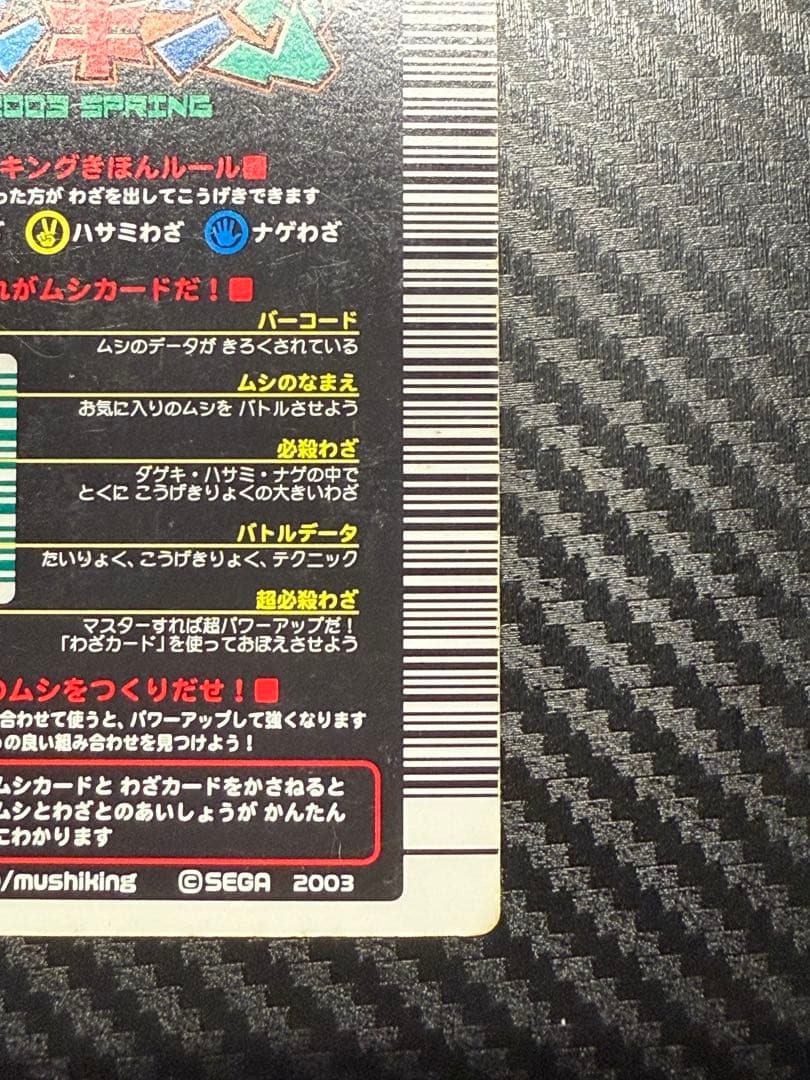 2003 SPRING
キングきほんルール
った方が わざを出してこうげきできます
ハサミわざ ナゲわざ
れがムシカードだ！
バーコード
ムシのデータが きろくされている
ムシのなまえ
お気に入りのムシを バトルさせよう
必殺わざ
ダゲキ・ハサミ・ナゲの中で
とくに こうげきりょくの大きいわざ
バトルデータ
たいりょく、こうげきりょく、テクニック
超必殺わざ
マスターすれば超パワーアップだ！
「わざカード」を使っておぼえさせよう
のムシをつくりだせ！
合わせて使うと、パワーアップして強くなります
の良い組み合わせを見つけよう！
ムシカードと わざカードをかさねると
ムシとわざとのあいしょうが かんたん
にわかります
/mushiking ©SEGA 2003